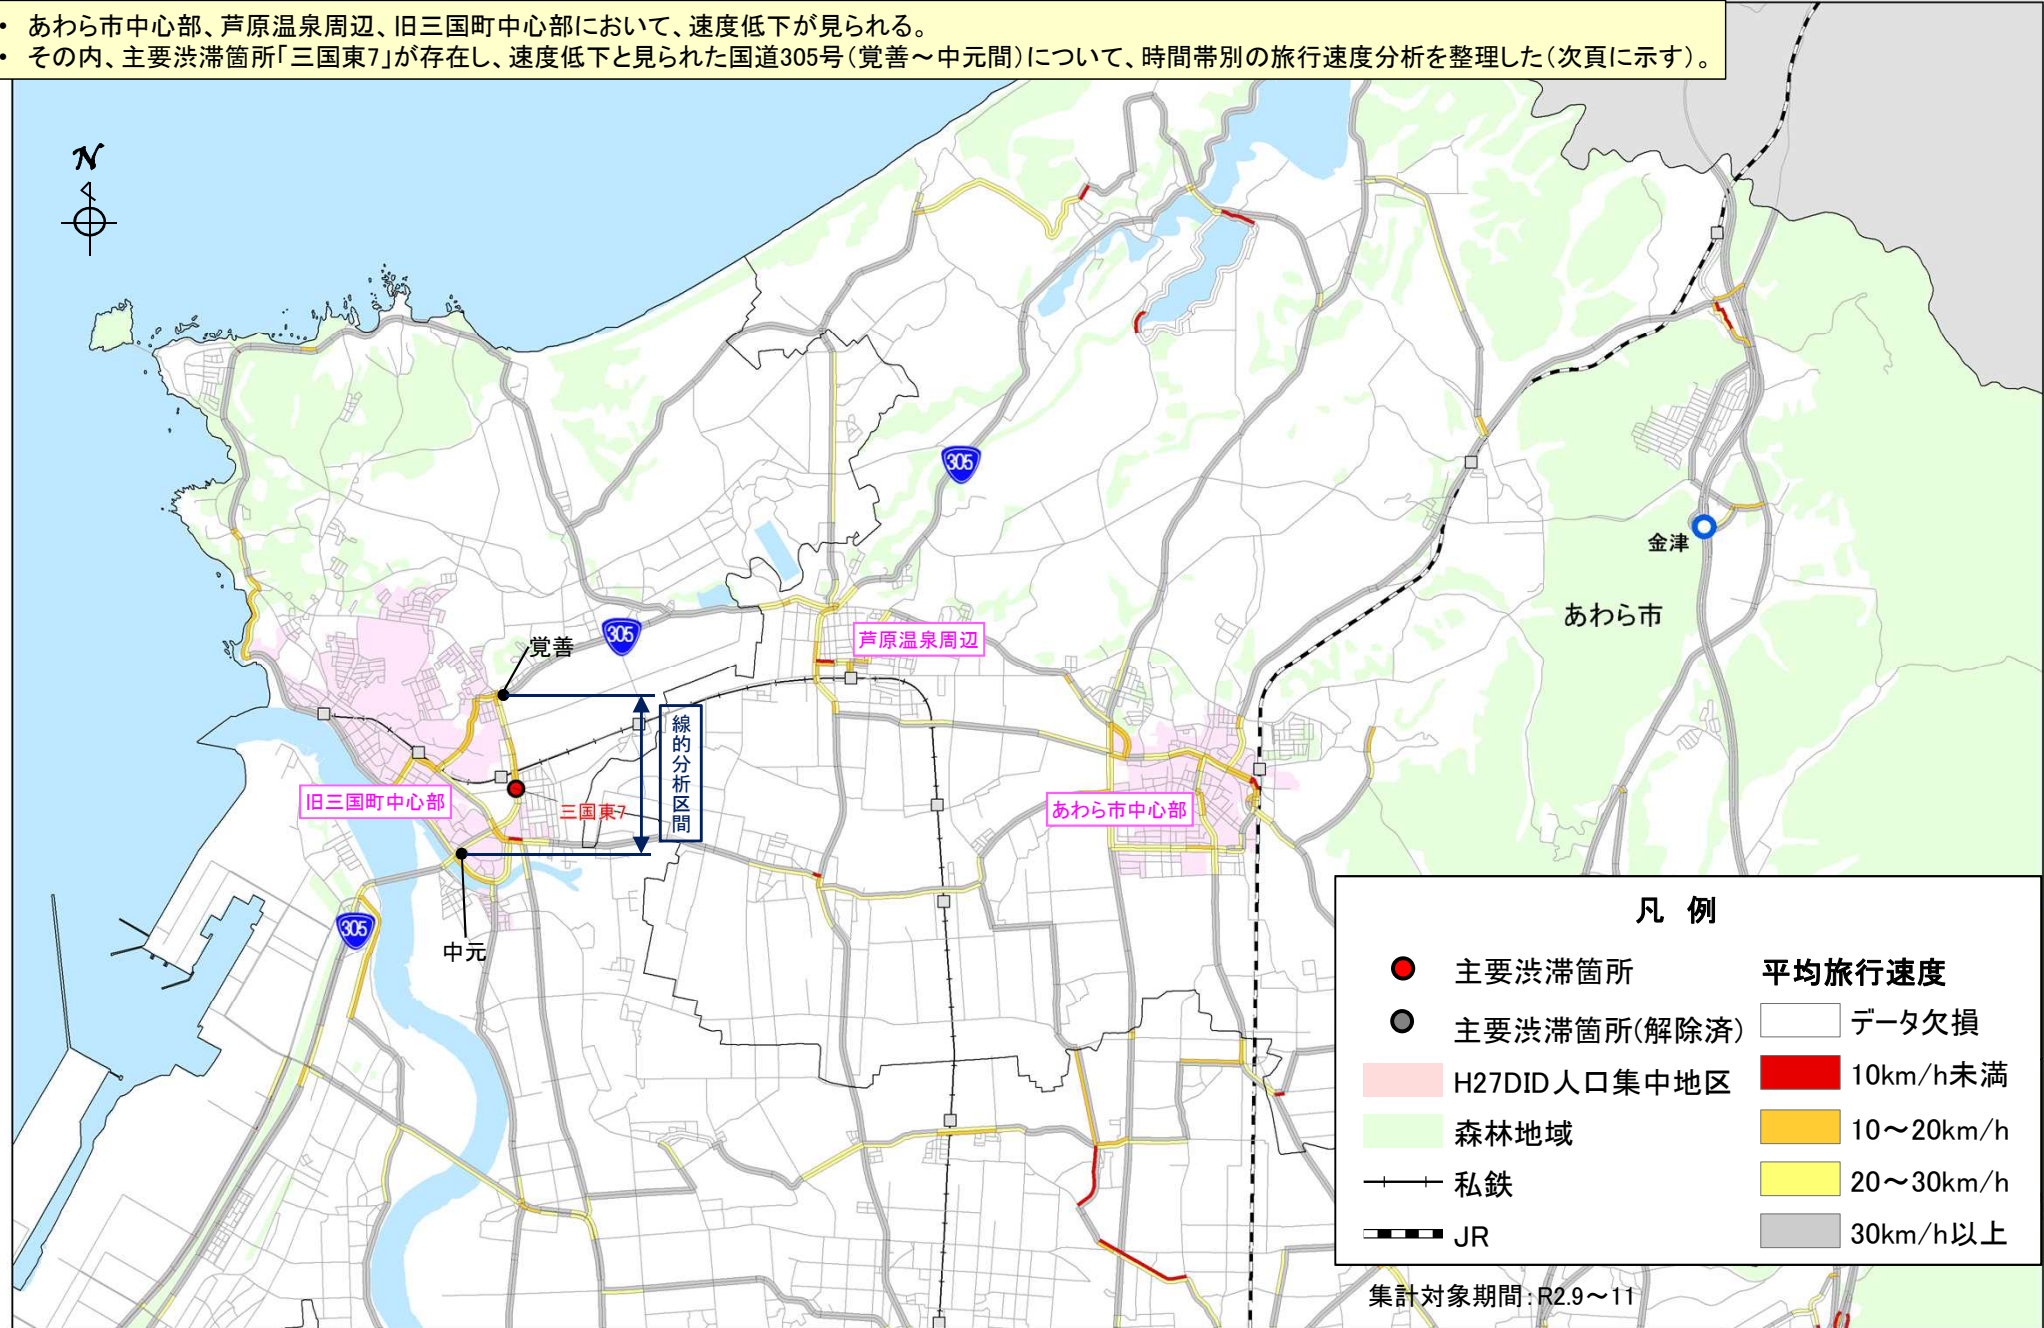 ・ あわら市中心部、芦原温泉周辺、旧三国町中心部において、速度低下が見られる。
・ その内、主要渋滞箇所「三国東7」が存在し、速度低下と見られた国道305号（覚善～中元間）について、時間帯別の旅行速度分析を整理した（次頁に示す）。
N
305
金津
あわら市
305
覚善
芦原温泉周辺
線的分析区間
旧三国町中心部
三国東7
あわら市中心部
305
中元
凡 例
主要渋滞箇所
主要渋滞箇所(解除済)
H27DID人口集中地区
森林地域
私鉄
JR
平均旅行速度
データ欠損
10km/h未満
10～20km/h
20～30km/h
30km/h以上
集計対象期間：R2.9～11